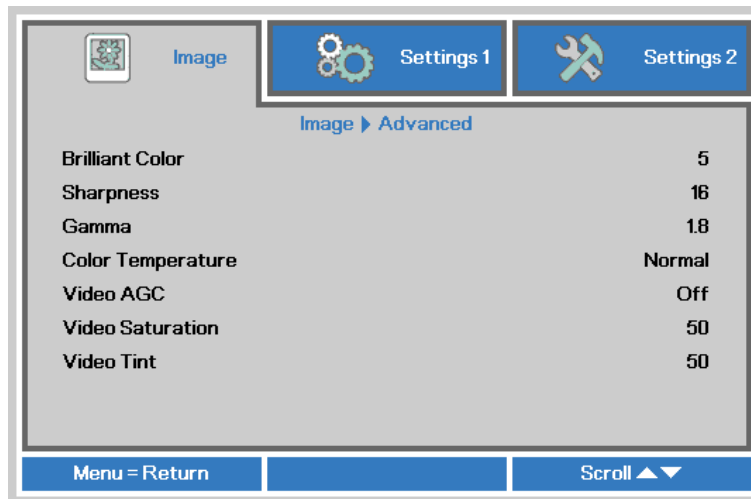 Image Settings 1 Settings 2
Image ▶ Advanced
Brilliant Color 5
Sharpness 16
Gamma 1.8
Color Temperature Normal
Video AGC Off
Video Saturation 50
Video Tint 50
Menu = Return Scroll ▲▼